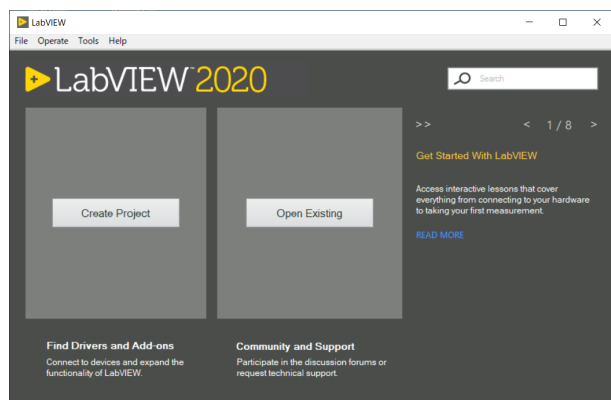 LabVIEW
File Operate Tools Help
LabVIEW™ 2020
Search
>> < 1 / 8 >
Create Project
Open Existing
Get Started With LabVIEW
Access interactive lessons that cover
everything from connecting to your hardware
to taking your first measurement.
READ MORE
Find Drivers and Add-ons
Connect to devices and expand the
functionality of LabVIEW.
Community and Support
Participate in the discussion forums or
request technical support.